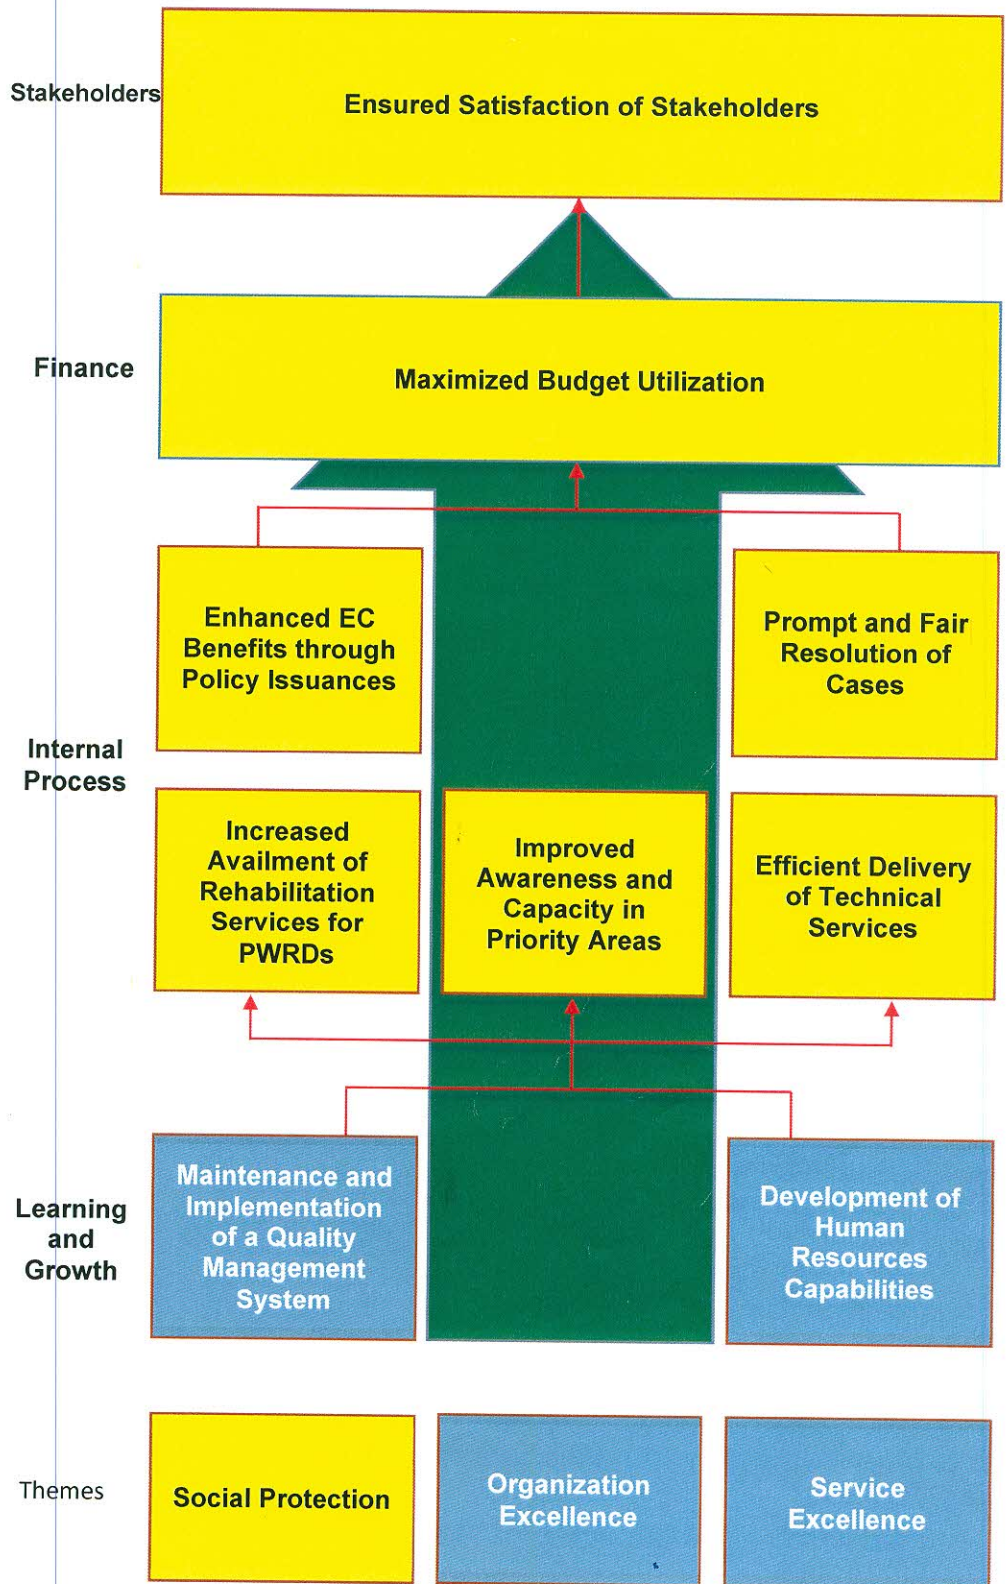 Stakeholders
Ensured Satisfaction of Stakeholders
Finance
Maximized Budget Utilization
Internal
Process
Enhanced EC
Benefits through
Policy Issuances
Prompt and Fair
Resolution of
Cases
Increased
Availment of
Rehabilitation
Services for
PWRDs
Improved
Awareness and
Capacity in
Priority Areas
Efficient Delivery
of Technical
Services
Learning
and
Growth
Maintenance and
Implementation
of a Quality
Management
System
Development of
Human
Resources
Capabilities
Themes
Social Protection
Organization
Excellence
Service
Excellence